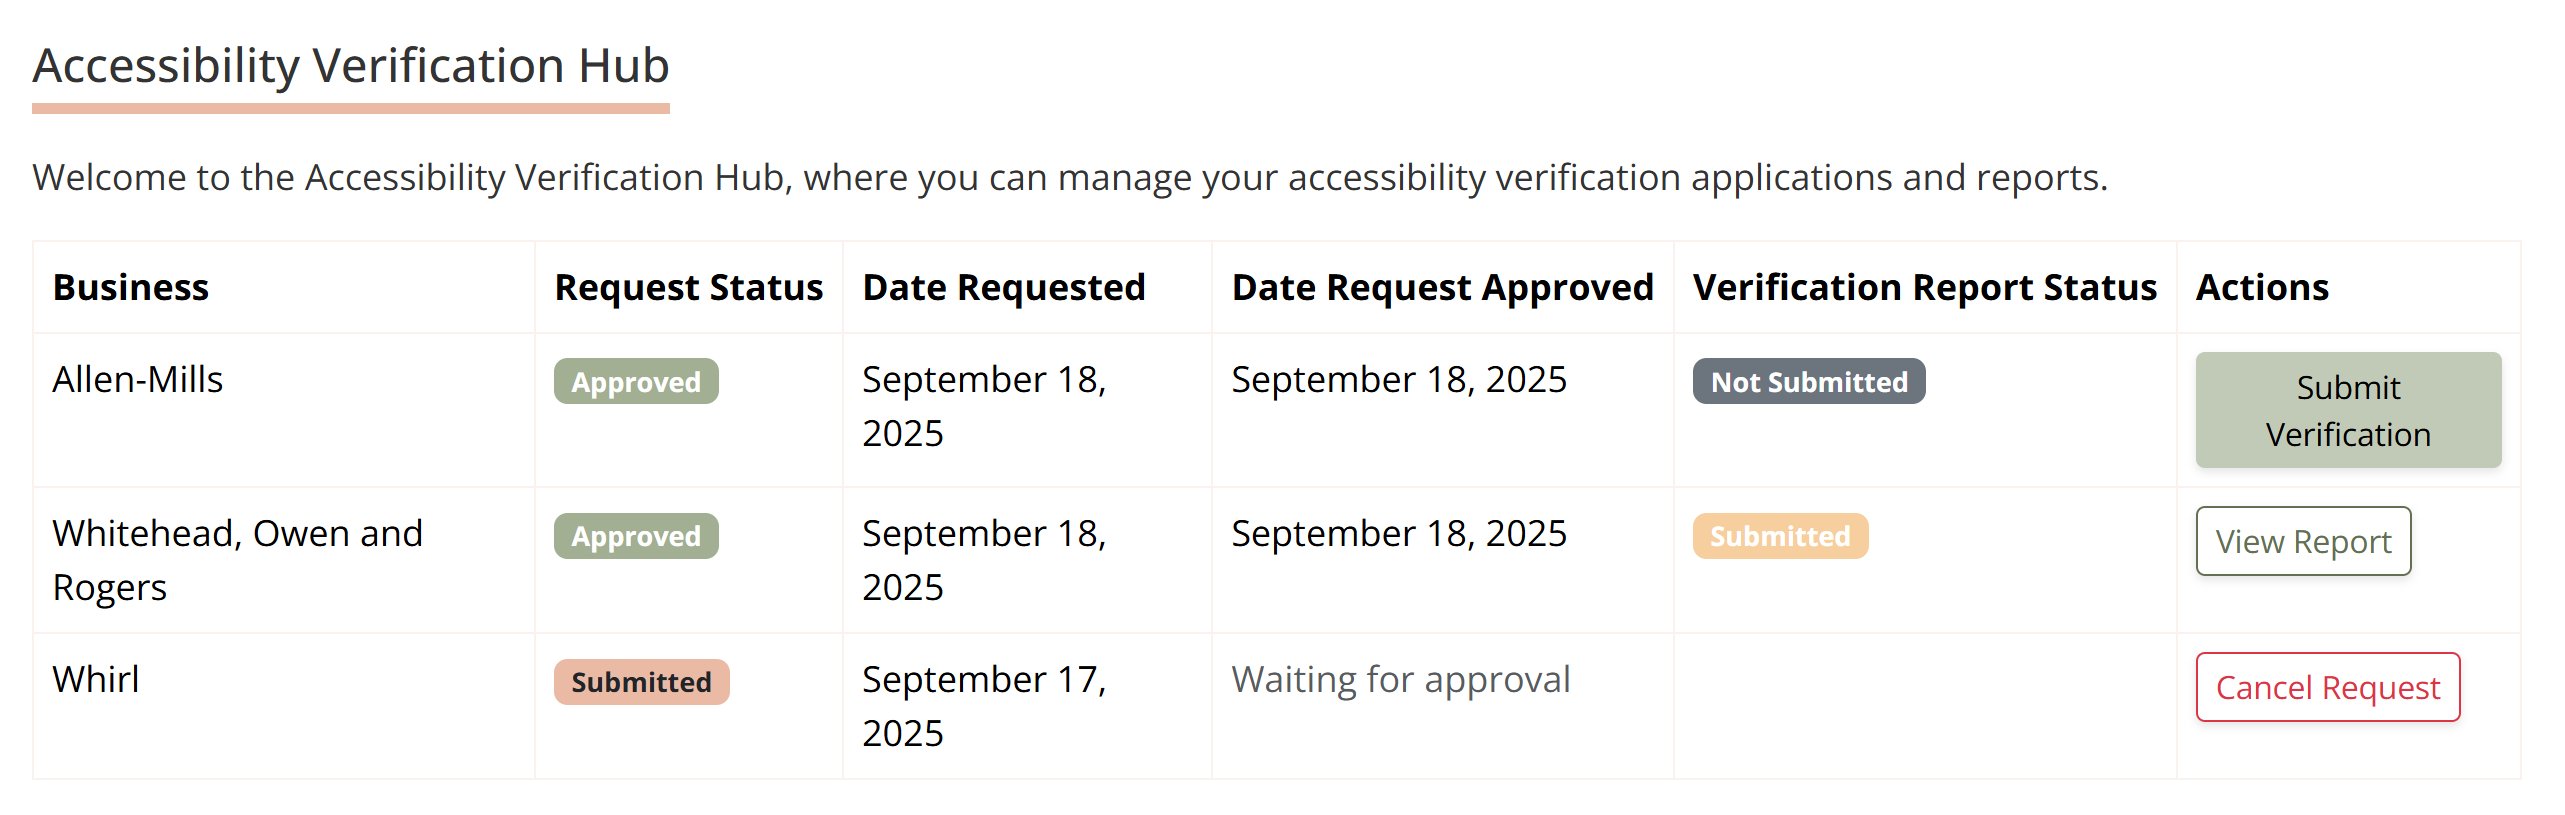 Accessibility Verification Hub
Welcome to the Accessibility Verification Hub, where you can manage your accessibility verification applications and reports.
Business Request Status Date Requested Date Request Approved Verification Report Status Actions
Allen-Mills Approved September 18, September 18, 2025 Not Submitted Submit
2025 Verification
Whitehead, Owen and Approved September 18, September 18, 2025 Submitted View Report
Rogers 2025
Whirl Submitted September 17, Waiting for approval Cancel Request
2025